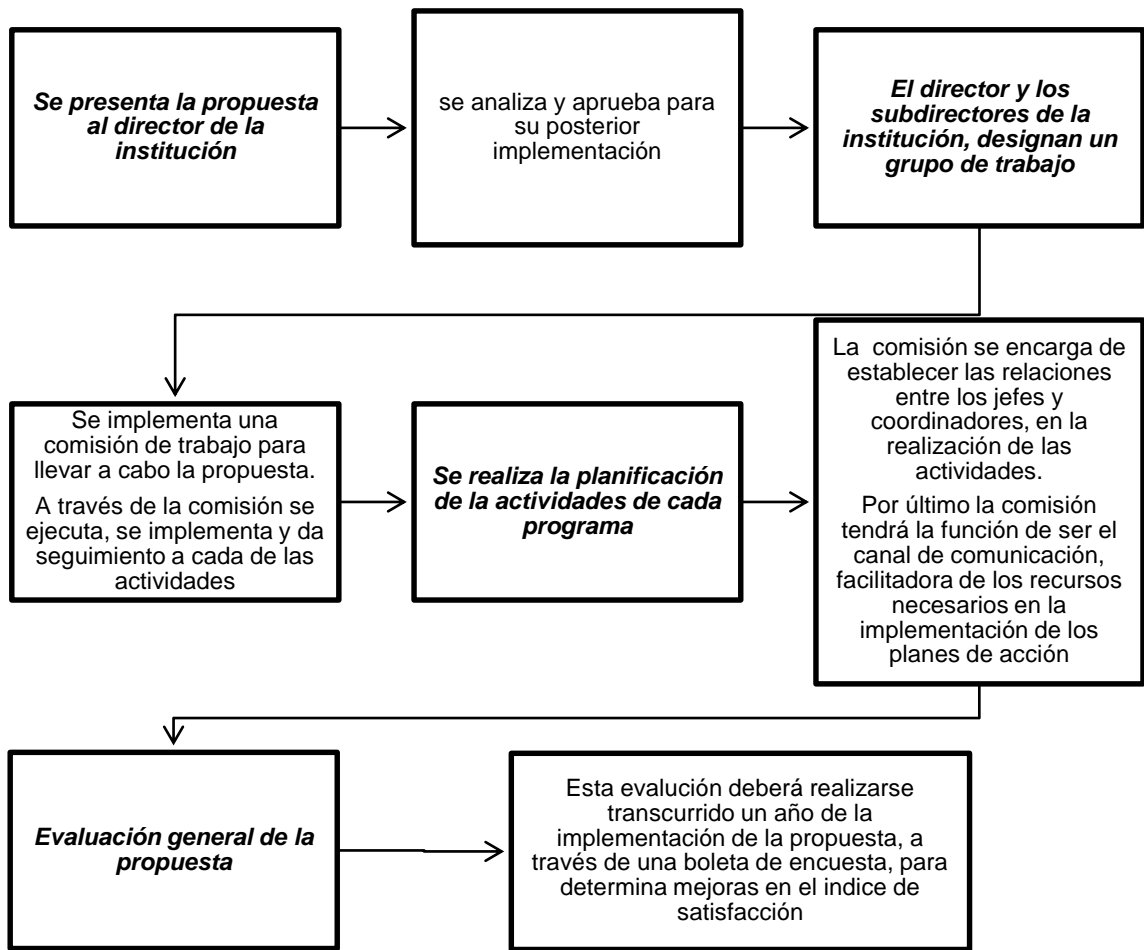 Se presenta la propuesta
al director de la
institución
se analiza y aprueba para
su posterior
implementación
El director y los
subdirectores de la
institución, designan un
grupo de trabajo
Se implementa una
comisión de trabajo para
llevar a cabo la propuesta.
A través de la comisión se
ejecuta, se implementa y da
seguimiento a cada de las
actividades
Se realiza la planificación
de la actividades de cada
programa
La comisión se encarga de
establecer las relaciones
entre los jefes y
coordinadores, en la
realización de las
actividades.
Por último la comisión
tendrá la función de ser el
canal de comunicación,
facilitadora de los recursos
necesarios en la
implementación de los
planes de acción
Evaluación general de la
propuesta
Esta evalución deberá realizarse
transcurrido un año de la
implementación de la propuesta, a
través de una boleta de encuesta, para
determina mejoras en el indice de
satisfacción